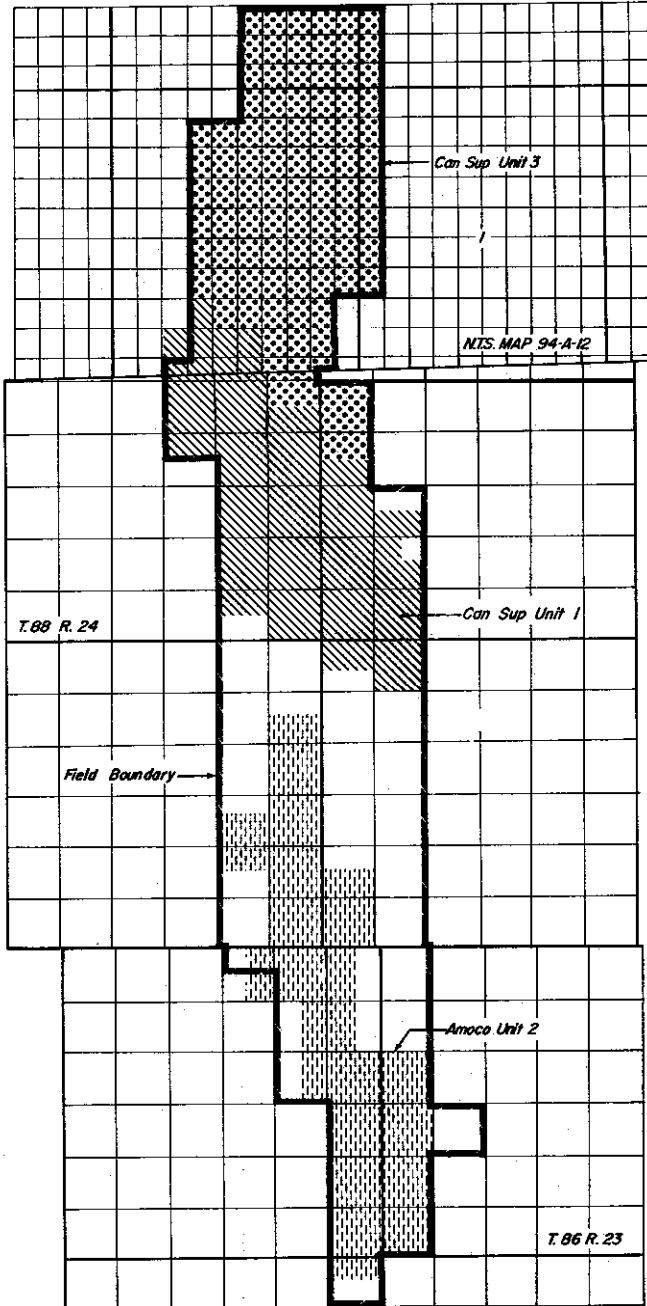 Can Sup Unit 3
N.T.S. MAP 94-A-12
Can Sup Unit 1
T. 88 R. 24
Field Boundary
Amoco Unit 2
T. 86 R. 23